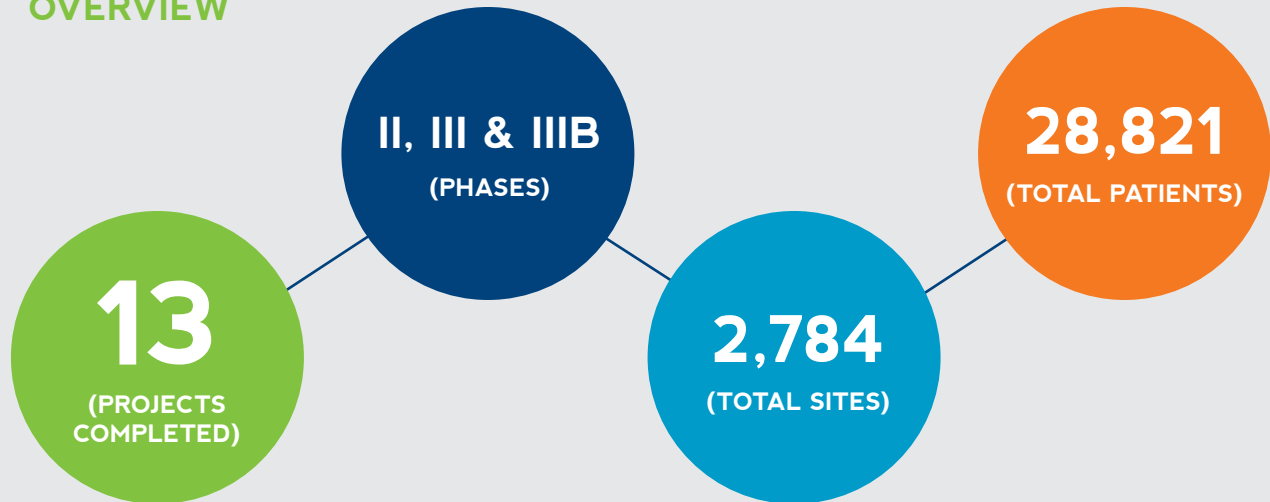 OVERVIEW
13
(PROJECTS
COMPLETED)
II, III & IIIB
(PHASES)
2,784
(TOTAL SITES)
28,821
(TOTAL PATIENTS)